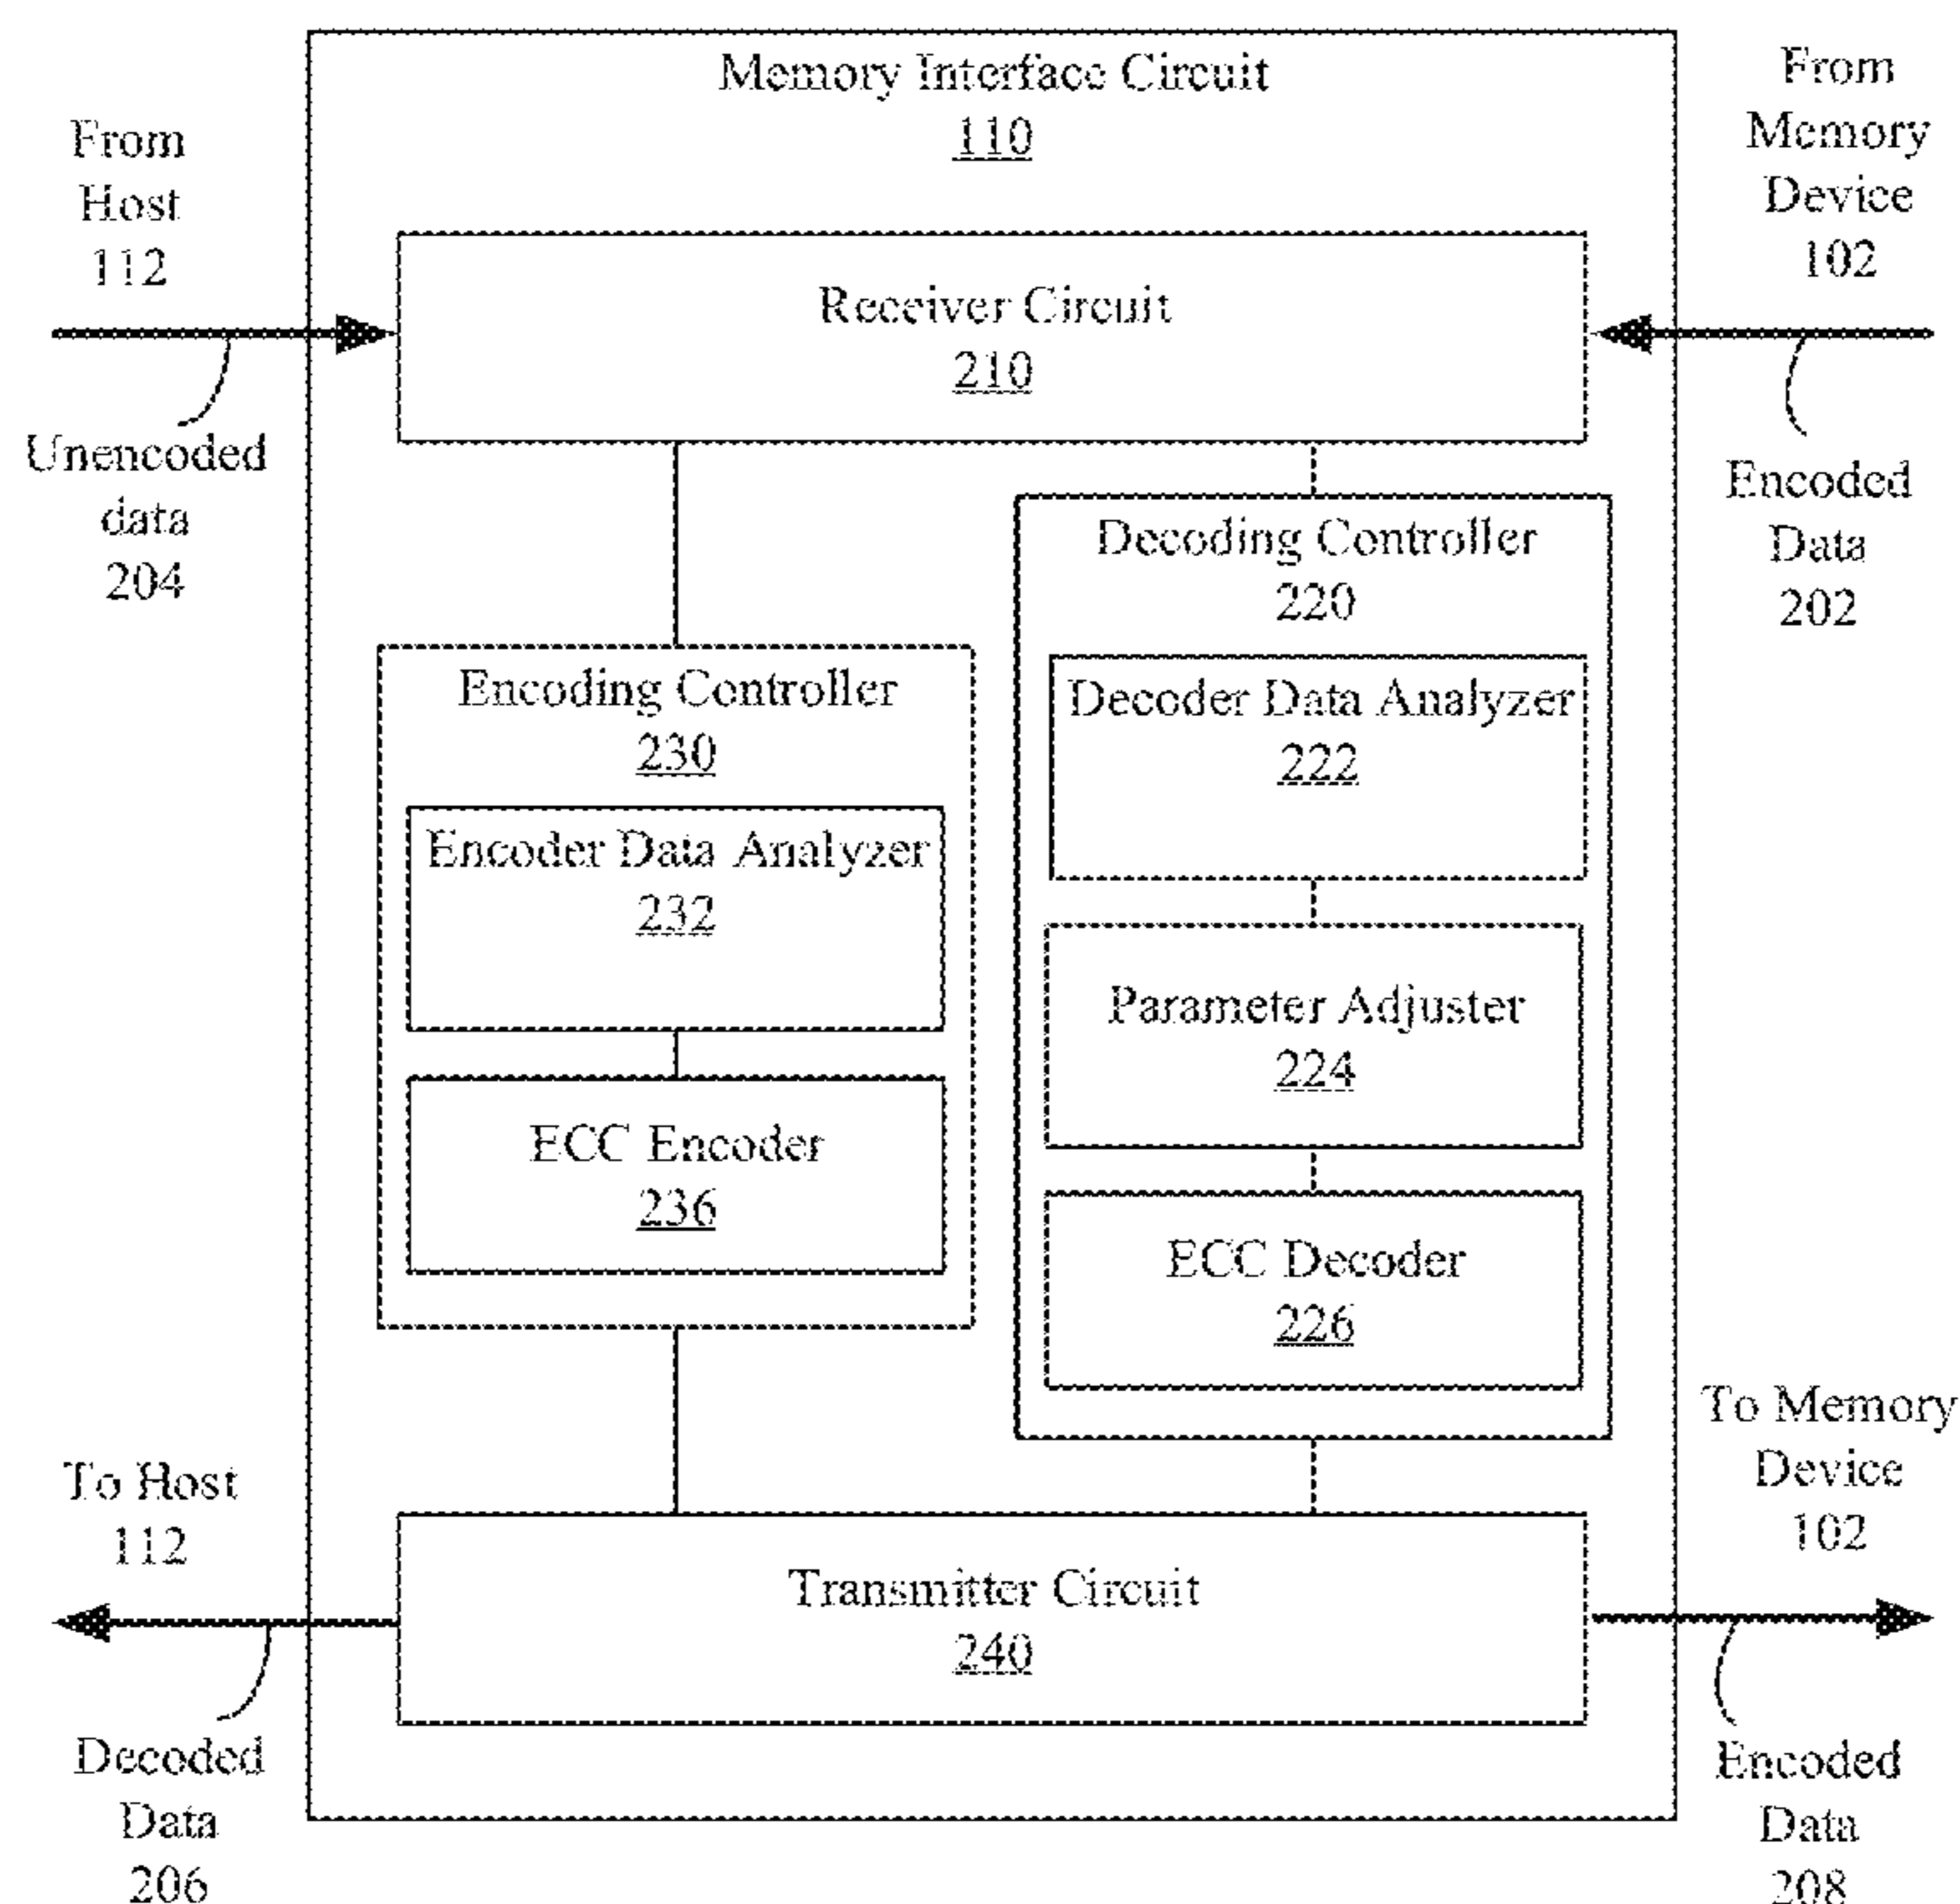 Memory Interface Circuit
110
From
Host
112
From
Memory
Device
102
Receiver Circuit
210
Unencoded
data
204
Encoded
Data
202
Decoding Controller
220
Decoder Data Analyzer
222
Parameter Adjuster
224
ECC Decoder
226
Encoding Controller
230
Encoder Data Analyzer
232
ECC Encoder
236
To Host
112
To Memory
Device
102
Transmitter Circuit
240
Decoded
Data
206
Encoded
Data
208